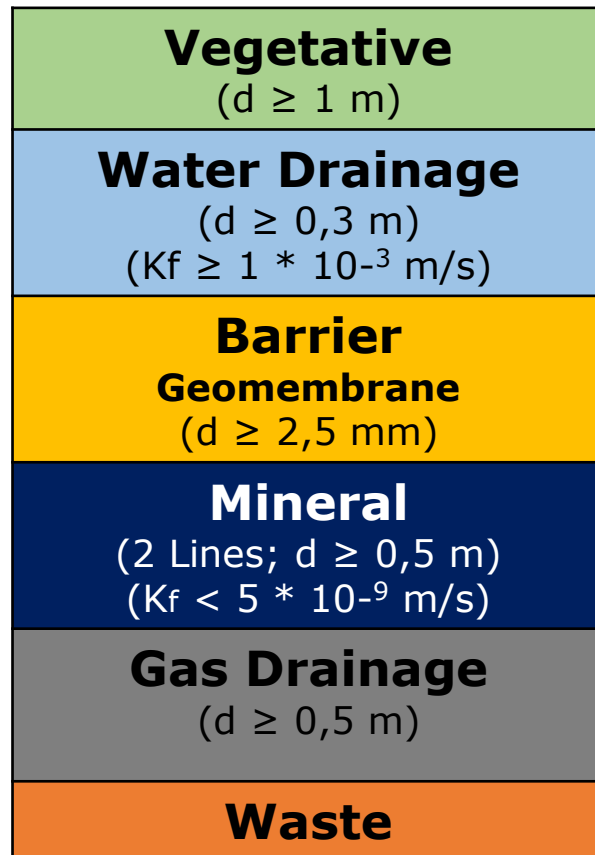 Vegetative
(d ≥ 1 m)
Water Drainage
(d ≥ 0,3 m)
(Kf ≥ 1 * 10-³ m/s)
Barrier
Geomembrane
(d ≥ 2,5 mm)
Mineral
(2 Lines; d ≥ 0,5 m)
(Kf < 5 * 10-⁹ m/s)
Gas Drainage
(d ≥ 0,5 m)
Waste